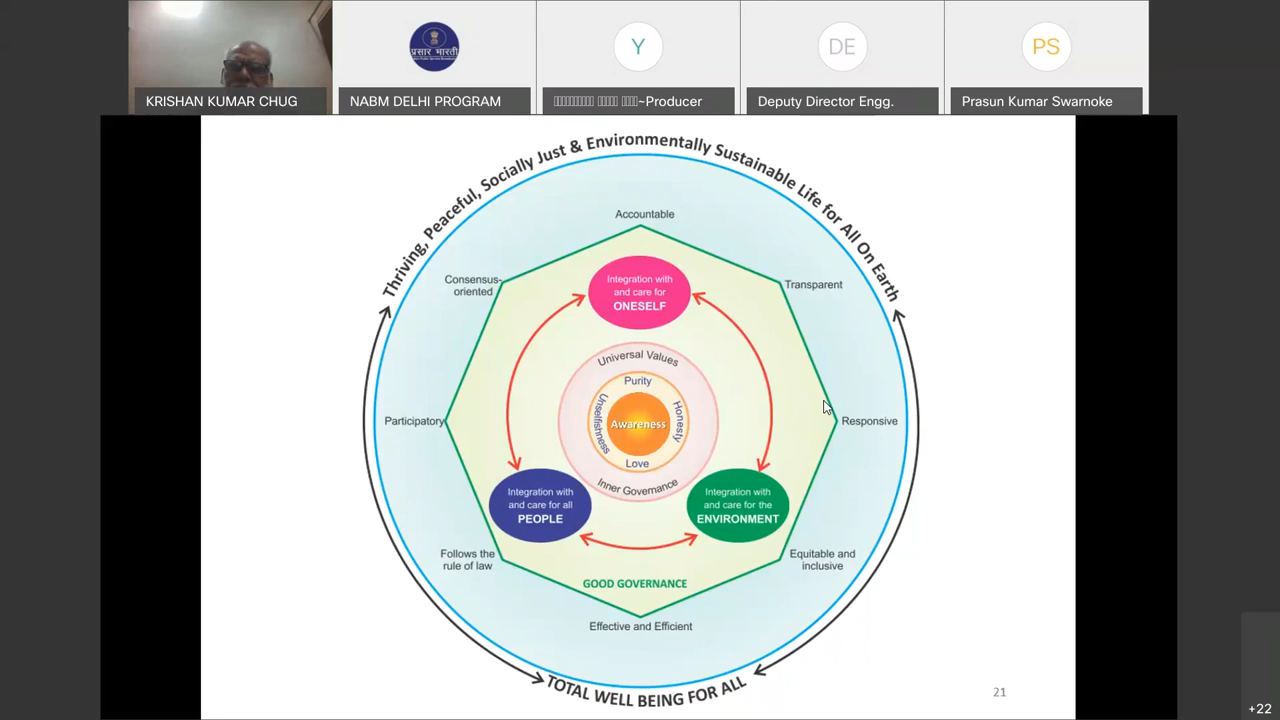 KRISHAN KUMAR CHUG
NABM DELHI PROGRAM
~Producer
Deputy Director Engg.
Prasun Kumar Swarnoke
प्रसार भारती
Y
DE
PS
Thriving, Peaceful, Socially Just & Environmentally Sustainable Life for All On Earth
Accountable
Consensus-
oriented
Transparent
Integration with
and care for
ONESELF
Universal Values
Purity
Unselfishness
Awareness
Honesty
Love
Inner Governance
Participatory
Responsive
Integration with
and care for all
PEOPLE
Integration with
and care for the
ENVIRONMENT
Follows the
rule of law
Equitable and
inclusive
GOOD GOVERNANCE
Effective and Efficient
TOTAL WELL BEING FOR ALL
21
+22